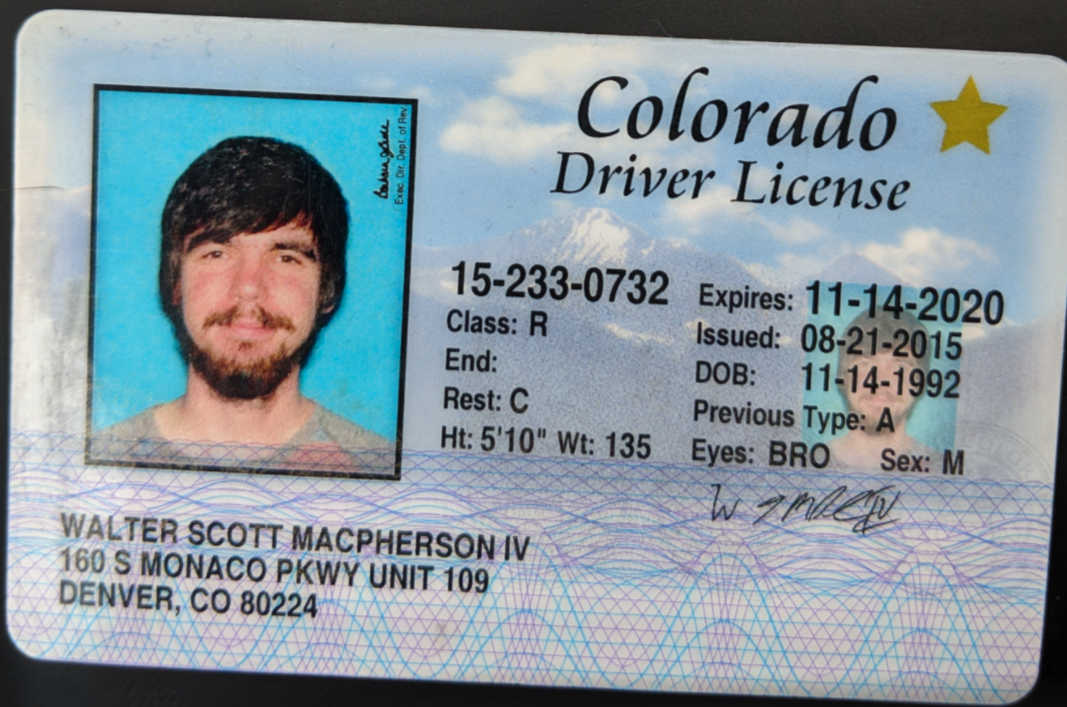 Colorado
Driver License
Exec. Dir. Dept. of Rev
15-233-0732
Class: R
End:
Rest: C
Ht: 5'10" Wt: 135
Expires: 11-14-2020
Issued: 08-21-2015
DOB: 11-14-1992
Previous Type: A
Eyes: BRO Sex: M
WALTER SCOTT MACPHERSON IV
160 S MONACO PKWY UNIT 109
DENVER, CO 80224